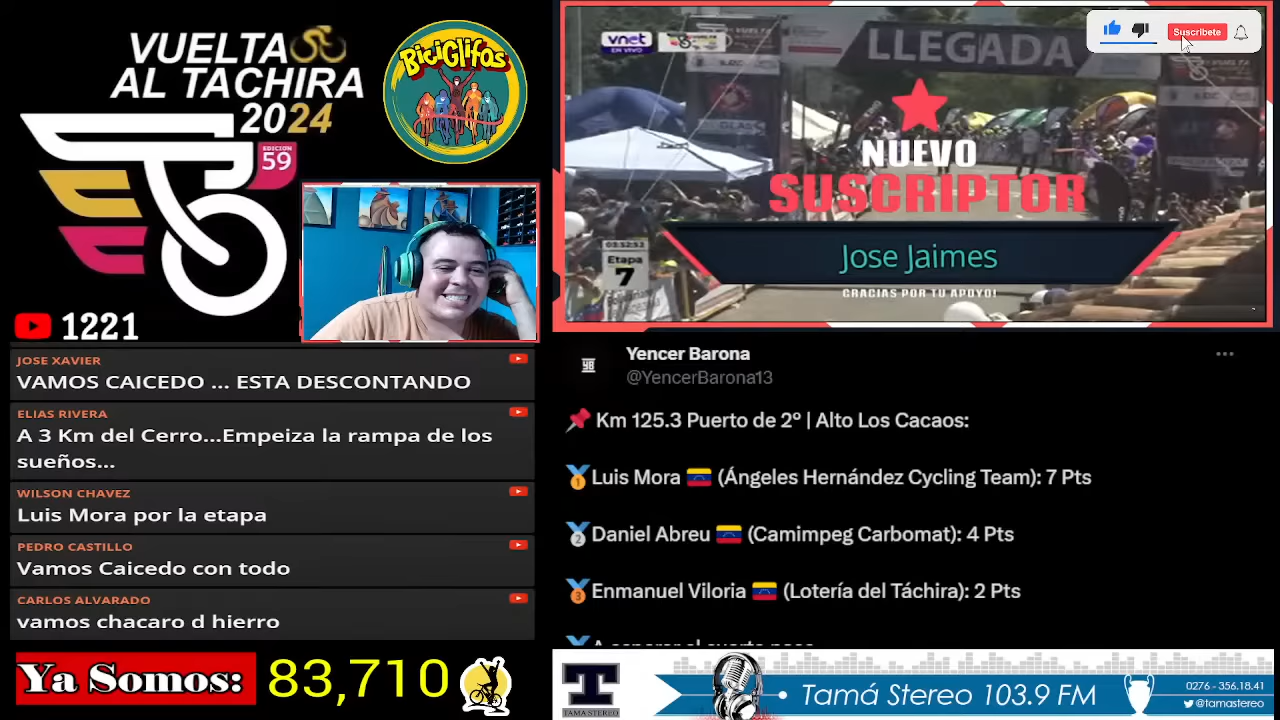 VUELTA
AL TACHIRA
2024
EDICION
59
BiciGlifos
1221
JOSE XAVIER
VAMOS CAICEDO ... ESTA DESCONTANDO
ELIAS RIVERA
A 3 Km del Cerro...Empeiza la rampa de los
sueños...
WILSON CHAVEZ
Luis Mora por la etapa
PEDRO CASTILLO
Vamos Caicedo con todo
CARLOS ALVARADO
vamos chacaro d hierro
Ya Somos: 83,710
vnet
EN VIVO
LLEGADA
Suscríbete
NUEVO
SUSCRIPTOR
Jose Jaimes
GRACIAS POR TU APOYO!
03:52:52
Etapa
7
Yencer Barona
@YencerBarona13
Km 125.3 Puerto de 2º | Alto Los Cacaos:
Luis Mora (Ángeles Hernández Cycling Team): 7 Pts
Daniel Abreu (Camimpeg Carbomat): 4 Pts
Enmanuel Viloria (Lotería del Táchira): 2 Pts
T
TAMA STEREO
Tamá Stereo 103.9 FM
0276 - 356.18.41
@tamastereo